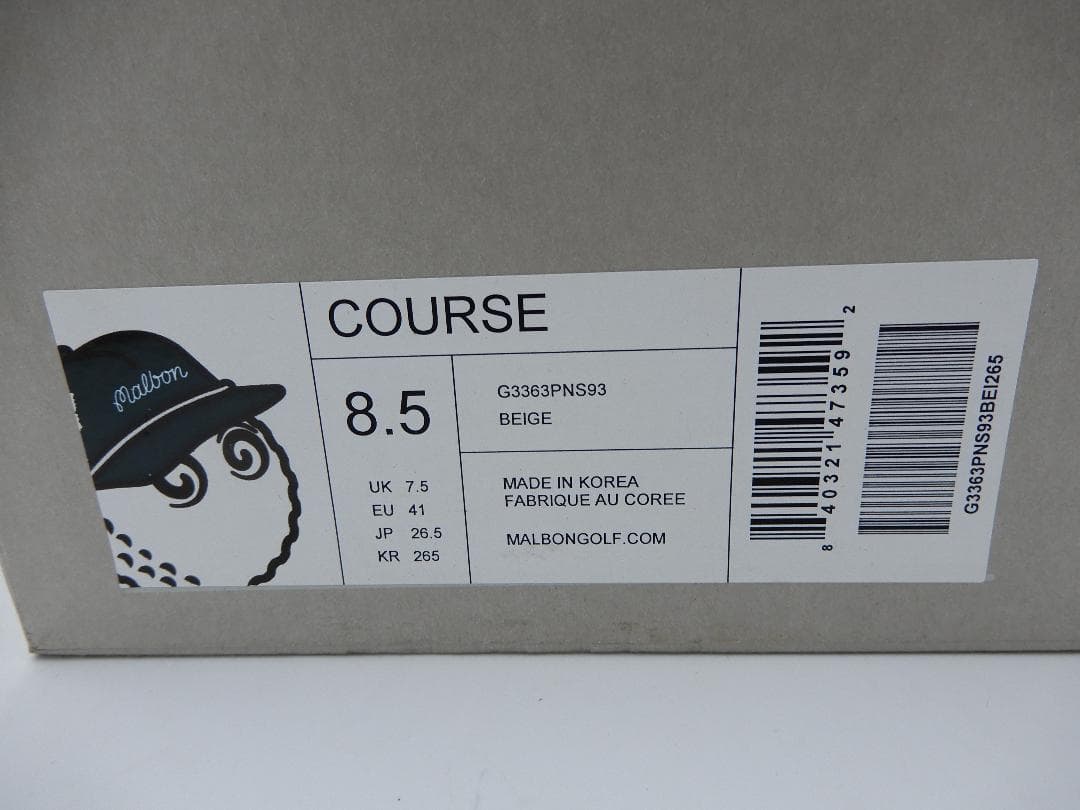 Malbon
COURSE
8.5
UK 7.5
EU 41
JP 26.5
KR 265
G3363PNS93
BEIGE
MADE IN KOREA
FABRIQUE AU COREE
MALBONGOLF.COM
8 40321 47359 2
G3363PNS93BEI265